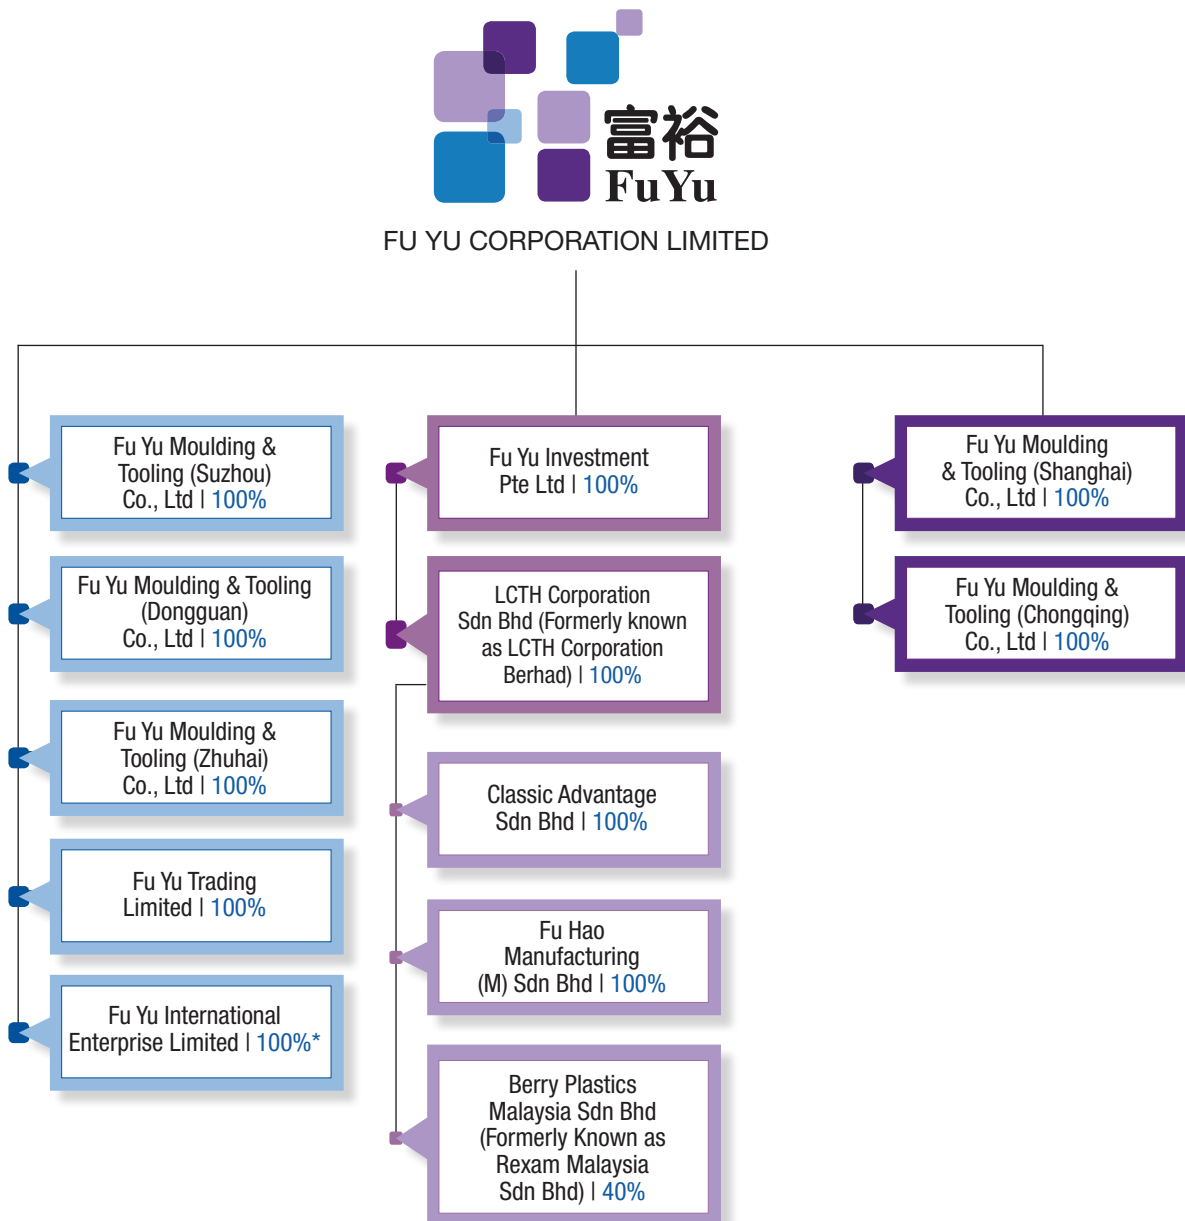 富裕
FuYu
FU YU CORPORATION LIMITED
Fu Yu Moulding &
Tooling (Suzhou)
Co., Ltd | 100%
Fu Yu Moulding & Tooling
(Dongguan)
Co., Ltd | 100%
Fu Yu Moulding &
Tooling (Zhuhai)
Co., Ltd | 100%
Fu Yu Trading
Limited | 100%
Fu Yu International
Enterprise Limited | 100%*
Fu Yu Investment
Pte Ltd | 100%
LCTH Corporation
Sdn Bhd (Formerly known
as LCTH Corporation
Berhad) | 100%
Classic Advantage
Sdn Bhd | 100%
Fu Hao
Manufacturing
(M) Sdn Bhd | 100%
Berry Plastics
Malaysia Sdn Bhd
(Formerly Known as
Rexam Malaysia
Sdn Bhd) | 40%
Fu Yu Moulding
& Tooling (Shanghai)
Co., Ltd | 100%
Fu Yu Moulding &
Tooling (Chongqing)
Co., Ltd | 100%